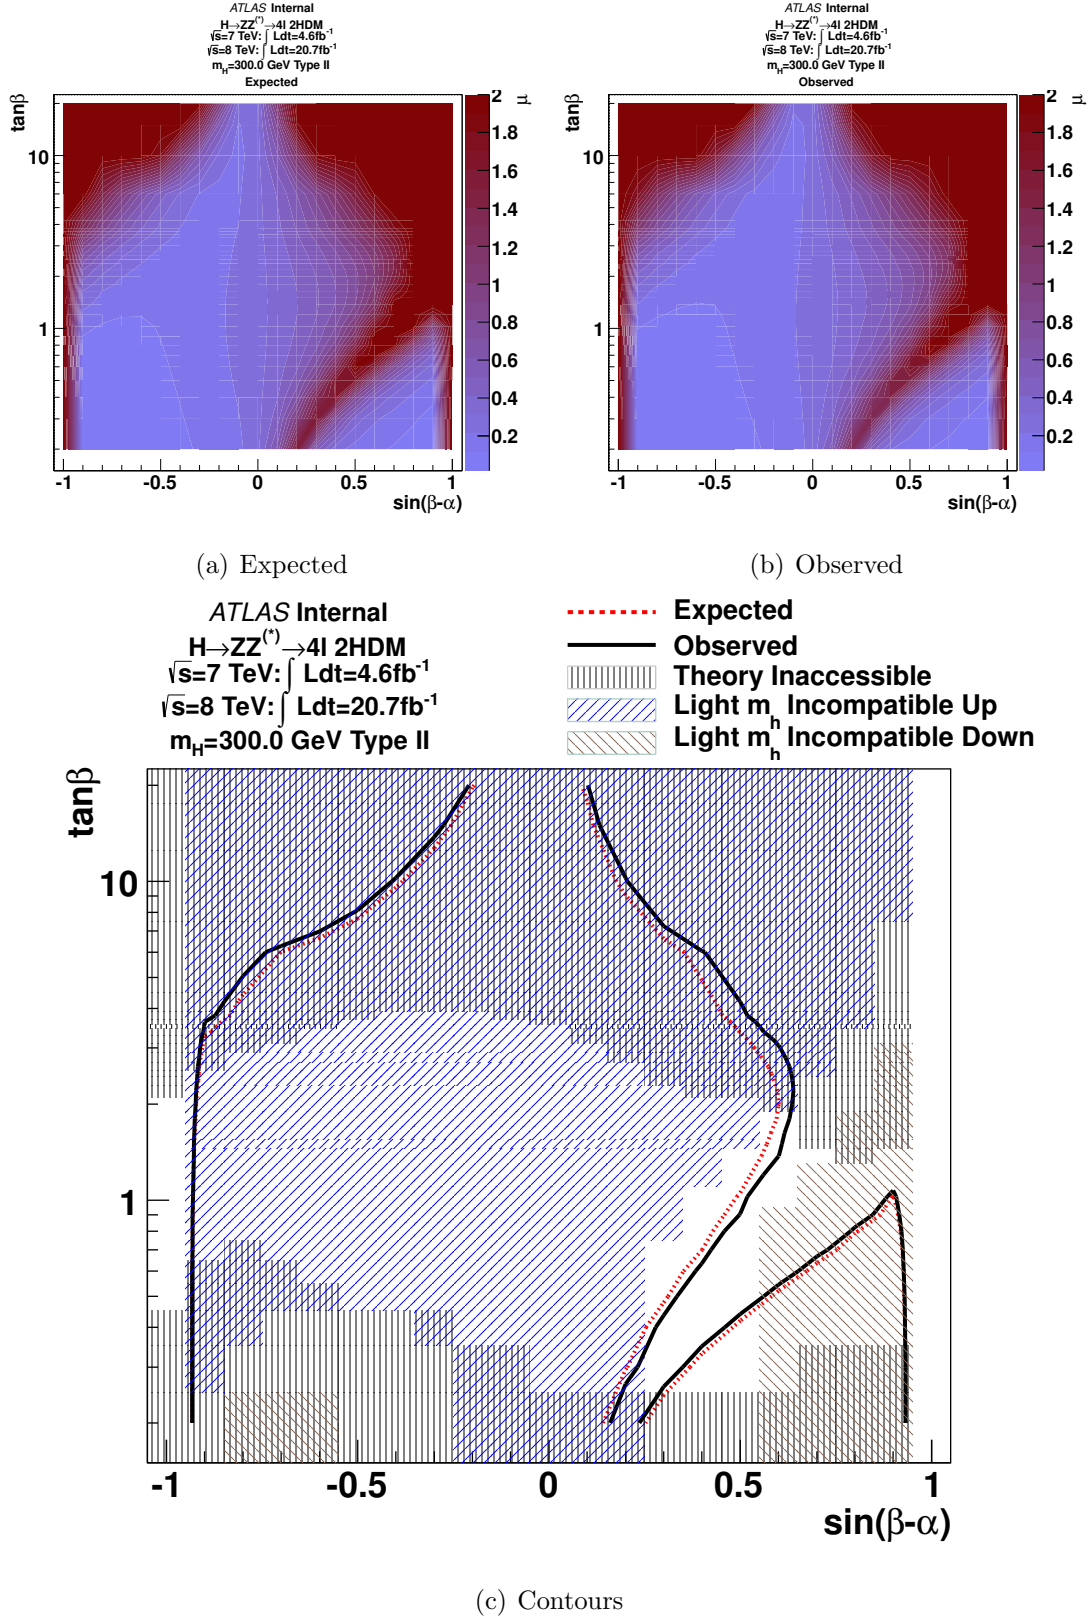 ATLAS Internal
H→ZZ(*)→4l 2HDM
√s=7 TeV:∫ Ldt=4.6fb-1
√s=8 TeV:∫ Ldt=20.7fb-1
mH=300.0 GeV Type II
Expected
tanβ
10
1
-1 -0.5 0 0.5 1
sin(β-α)
μ
2
1.8
1.6
1.4
1.2
1
0.8
0.6
0.4
0.2
(a) Expected
ATLAS Internal
H→ZZ(*)→4l 2HDM
√s=7 TeV:∫ Ldt=4.6fb-1
√s=8 TeV:∫ Ldt=20.7fb-1
mH=300.0 GeV Type II
Observed
tanβ
10
1
-1 -0.5 0 0.5 1
sin(β-α)
μ
2
1.8
1.6
1.4
1.2
1
0.8
0.6
0.4
0.2
(b) Observed
ATLAS Internal
H→ZZ(*)→4l 2HDM
√s=7 TeV:∫ Ldt=4.6fb-1
√s=8 TeV:∫ Ldt=20.7fb-1
mH=300.0 GeV Type II
Expected
Observed
Theory Inaccessible
Light mh Incompatible Up
Light mh Incompatible Down
tanβ
10
1
-1 -0.5 0 0.5 1
sin(β-α)
(c) Contours